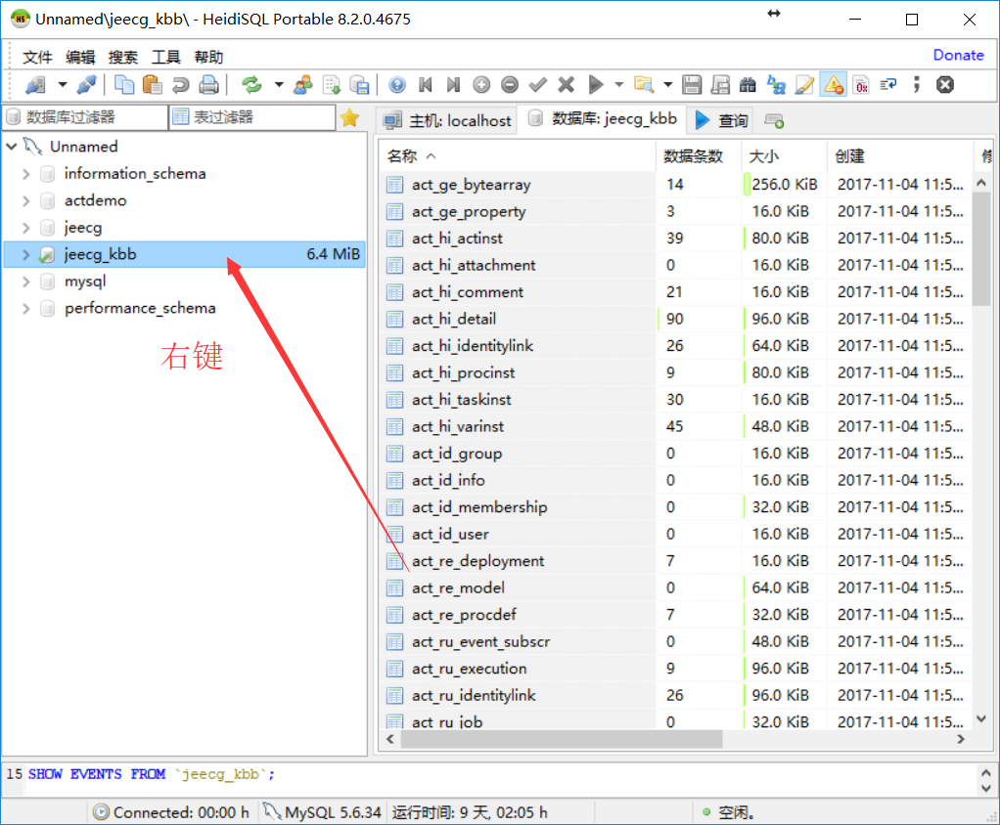 Unnamed\jeecg_kbb\ - HeidiSQL Portable 8.2.0.4675
文件 编辑 搜索 工具 帮助 Donate
数据库过滤器 表过滤器 主机: localhost 数据库: jeecg_kbb 查询
Unnamed
information_schema
actdemo
jeecg
jeecg_kbb 6.4 MiB
mysql
performance_schema
右键
名称 数据条数 大小 创建 修
act_ge_bytearray 14 256.0 KiB 2017-11-04 11:5...
act_ge_property 3 16.0 KiB 2017-11-04 11:5...
act_hi_actinst 39 80.0 KiB 2017-11-04 11:5...
act_hi_attachment 0 16.0 KiB 2017-11-04 11:5...
act_hi_comment 21 16.0 KiB 2017-11-04 11:5...
act_hi_detail 90 96.0 KiB 2017-11-04 11:5...
act_hi_identitylink 26 64.0 KiB 2017-11-04 11:5...
act_hi_procinst 9 80.0 KiB 2017-11-04 11:5...
act_hi_taskinst 30 16.0 KiB 2017-11-04 11:5...
act_hi_varinst 45 48.0 KiB 2017-11-04 11:5...
act_id_group 0 16.0 KiB 2017-11-04 11:5...
act_id_info 0 16.0 KiB 2017-11-04 11:5...
act_id_membership 0 32.0 KiB 2017-11-04 11:5...
act_id_user 0 16.0 KiB 2017-11-04 11:5...
act_re_deployment 7 16.0 KiB 2017-11-04 11:5...
act_re_model 0 64.0 KiB 2017-11-04 11:5...
act_re_procdef 7 32.0 KiB 2017-11-04 11:5...
act_ru_event_subscr 0 48.0 KiB 2017-11-04 11:5...
act_ru_execution 9 96.0 KiB 2017-11-04 11:5...
act_ru_identitylink 26 96.0 KiB 2017-11-04 11:5...
act_ru_job 0 32.0 KiB 2017-11-04 11:5...
15 SHOW EVENTS FROM `jeecg_kbb`;
Connected: 00:00 h MySQL 5.6.34 运行时间: 9 天, 02:05 h 空闲。